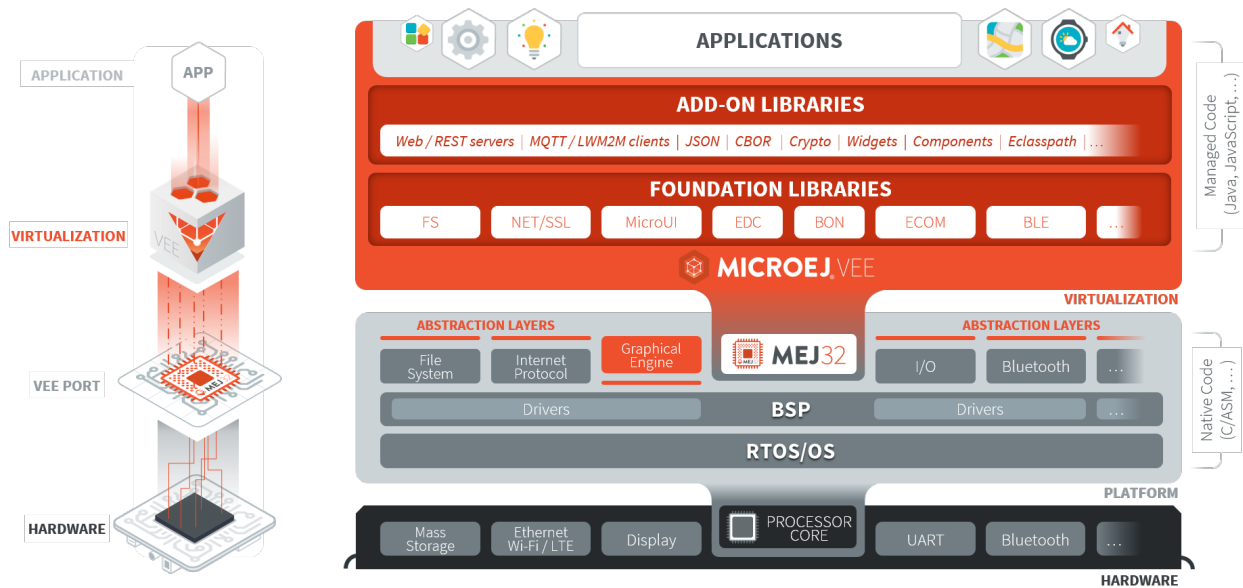 APPLICATION
APP
VIRTUALIZATION
VEE
VEE PORT
MEJ
HARDWARE
APPLICATIONS
ADD-ON LIBRARIES
Web / REST servers | MQTT / LWM2M clients | JSON | CBOR | Crypto | Widgets | Components | Eclasspath | ...
FOUNDATION LIBRARIES
FS NET/SSL MicroUI EDC BON ECOM BLE ...
MICROEJ® VEE
VIRTUALIZATION
Managed Code
(Java, JavaScript, ...)
ABSTRACTION LAYERS
ABSTRACTION LAYERS
File
System
Internet
Protocol
Graphical
Engine
MEJ
MEJ32
I/O
Bluetooth
...
Drivers
BSP
Drivers
...
RTOS/OS
PLATFORM
Native Code
(C/ASM, ...)
Mass
Storage
Ethernet
Wi-Fi / LTE
Display
PROCESSOR
CORE
UART
Bluetooth
...
HARDWARE